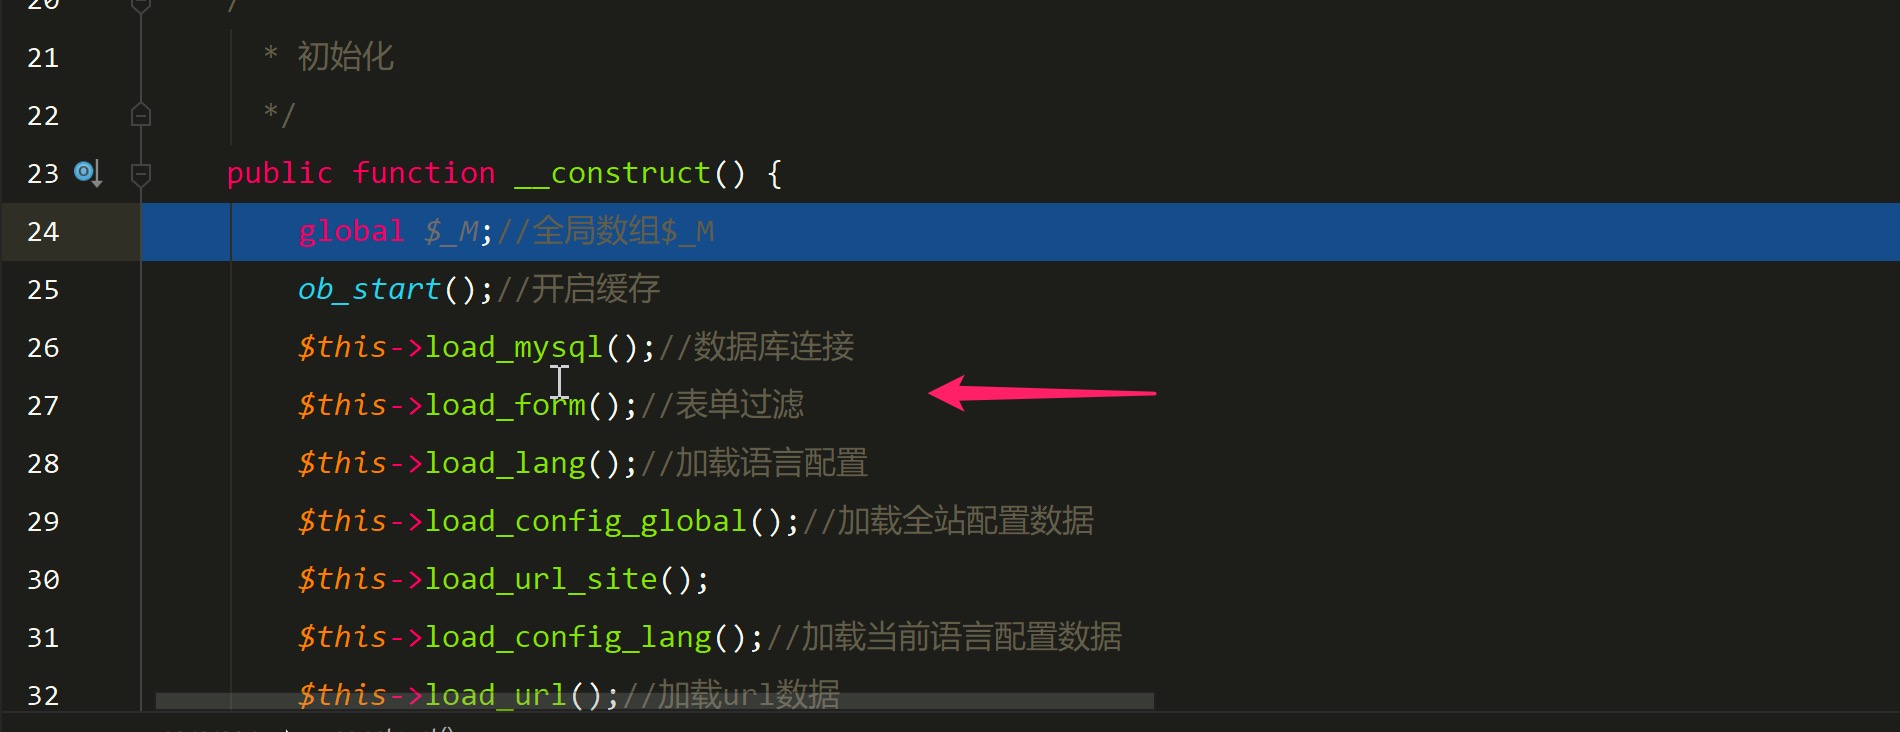 20 /
21 * 初始化
22 */
23 public function __construct() {
24 global $_M;//全局数组$_M
25 ob_start();//开启缓存
26 $this->load_mysql();//数据库连接
27 $this->load_form();//表单过滤
28 $this->load_lang();//加载语言配置
29 $this->load_config_global();//加载全站配置数据
30 $this->load_url_site();
31 $this->load_config_lang();//加载当前语言配置数据
32 $this->load_url();//加载url数据